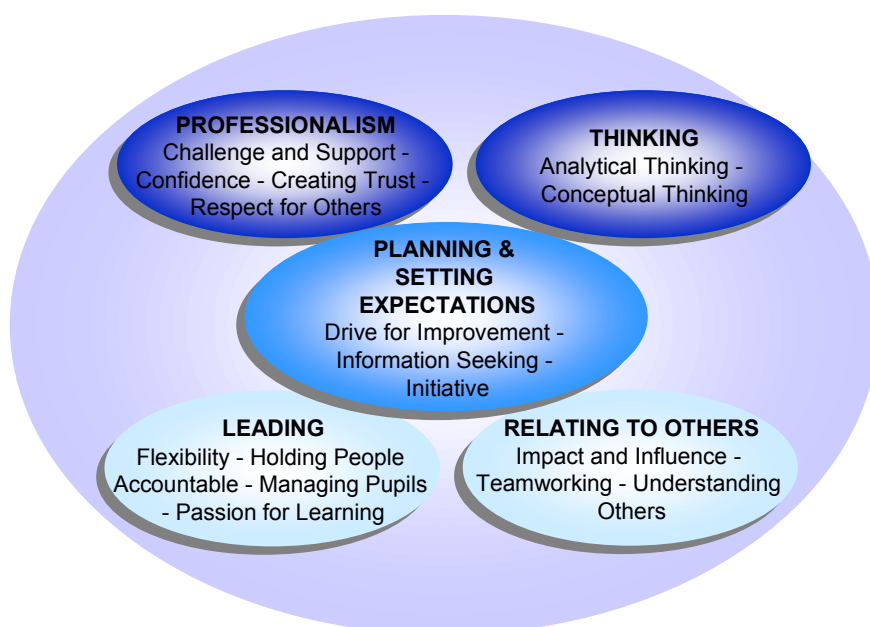 PROFESSIONALISM
Challenge and Support -
Confidence - Creating Trust -
Respect for Others
THINKING
Analytical Thinking -
Conceptual Thinking
PLANNING &
SETTING
EXPECTATIONS
Drive for Improvement -
Information Seeking -
Initiative
LEADING
Flexibility - Holding People
Accountable - Managing Pupils
- Passion for Learning
RELATING TO OTHERS
Impact and Influence -
Teamworking - Understanding
Others